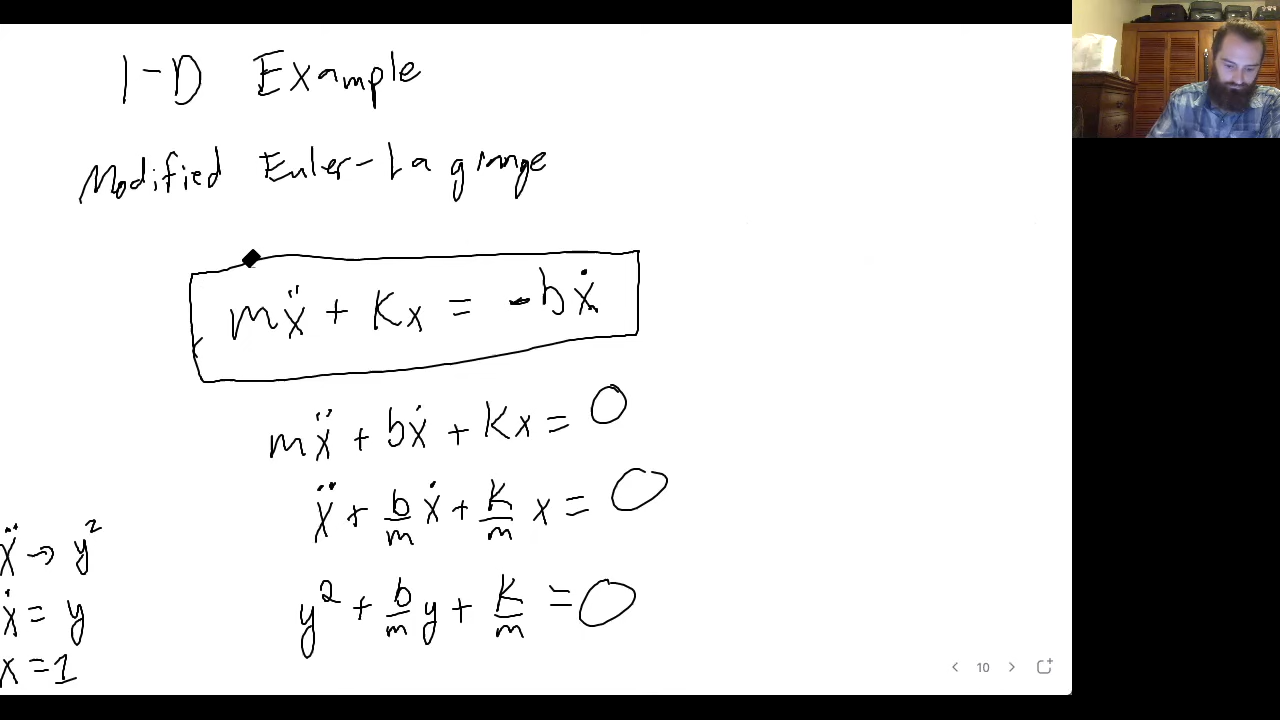 1-D Example
Modified Euler-Lagrange
mẍ + Kx = -bẋ
mẍ + bẋ + Kx = 0
ẍ + b/m ẋ + K/m x = 0
ẍ → y²
ẋ = y
x = 1
y² + b/m y + K/m = 0
10